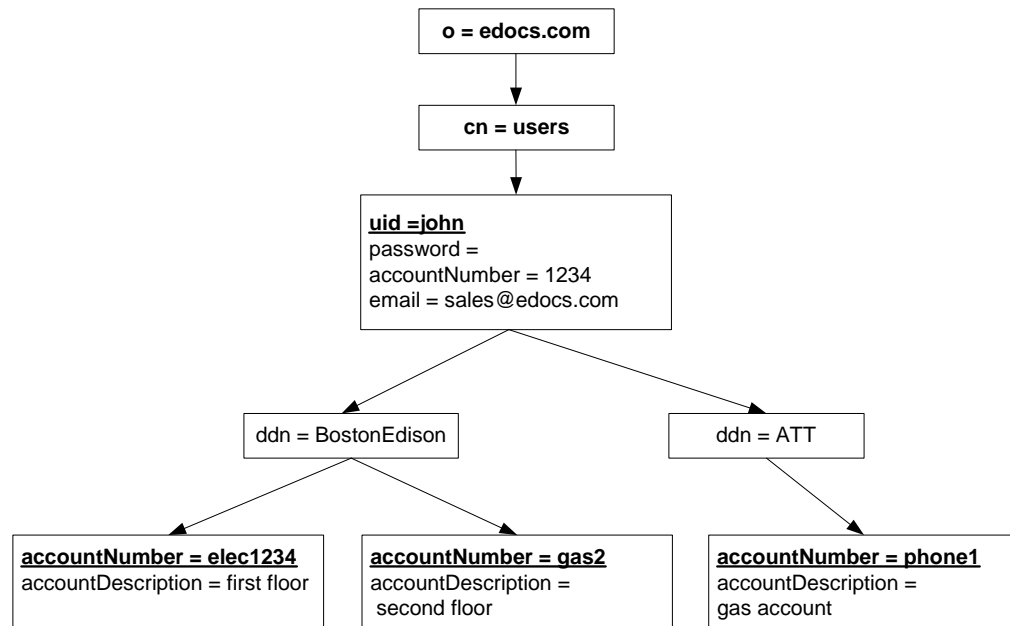 o = edocs.com
cn = users
uid =john
password =
accountNumber = 1234
email = sales@edocs.com
ddn = BostonEdison
ddn = ATT
accountNumber = elec1234
accountDescription = first floor
accountNumber = gas2
accountDescription =
second floor
accountNumber = phone1
accountDescription =
gas account